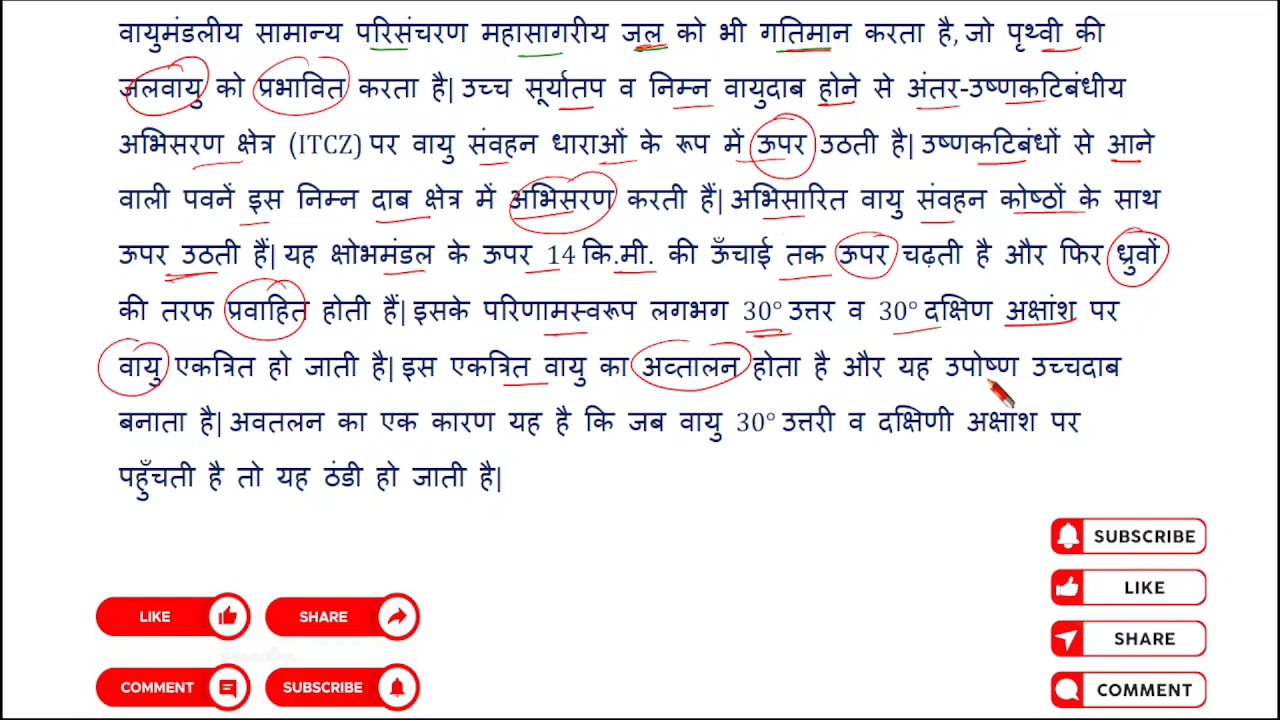 वायुमंडलीय सामान्य परिसंचरण महासागरीय जल को भी गतिमान करता है, जो पृथ्वी की
जलवायु को प्रभावित करता है| उच्च सूर्यातप व निम्न वायुदाब होने से अंतर-उष्णकटिबंधीय
अभिसरण क्षेत्र (ITCZ) पर वायु संवहन धाराओं के रूप में ऊपर उठती है| उष्णकटिबंधों से आने
वाली पवनें इस निम्न दाब क्षेत्र में अभिसरण करती हैं| अभिसारित वायु संवहन कोष्ठों के साथ
ऊपर उठती हैं| यह क्षोभमंडल के ऊपर 14 कि.मी. की ऊँचाई तक ऊपर चढ़ती है और फिर ध्रुवों
की तरफ प्रवाहित होती हैं| इसके परिणामस्वरूप लगभग 30° उत्तर व 30° दक्षिण अक्षांश पर
वायु एकत्रित हो जाती है| इस एकत्रित वायु का अव्तालन होता है और यह उपोष्ण उच्चदाब
बनाता है| अवतलन का एक कारण यह है कि जब वायु 30° उत्तरी व दक्षिणी अक्षांश पर
पहुँचती है तो यह ठंडी हो जाती है|
SUBSCRIBE
LIKE
SHARE
COMMENT
LIKE SHARE
COMMENT SUBSCRIBE